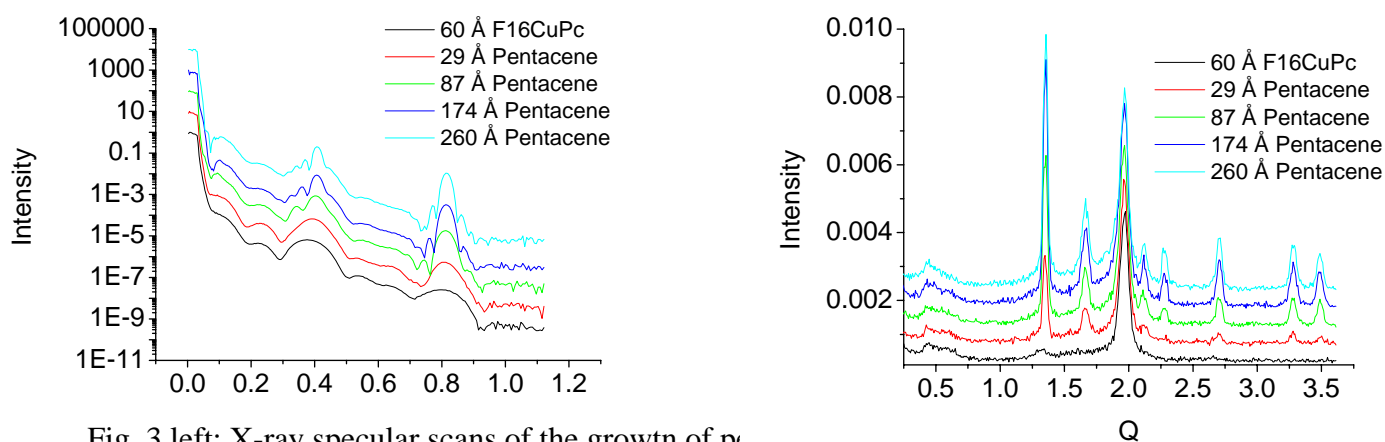 100000
1000
10
0.1
1E-3
1E-5
1E-7
1E-9
1E-11
Intensity
0.0 0.2 0.4 0.6 0.8 1.0 1.2
60 Å F16CuPc
29 Å Pentacene
87 Å Pentacene
174 Å Pentacene
260 Å Pentacene
0.010
0.008
0.006
0.004
0.002
Intensity
0.5 1.0 1.5 2.0 2.5 3.0 3.5
Q
60 Å F16CuPc
29 Å Pentacene
87 Å Pentacene
174 Å Pentacene
260 Å Pentacene
Fig. 3 left: X-ray specular scans of the growth of